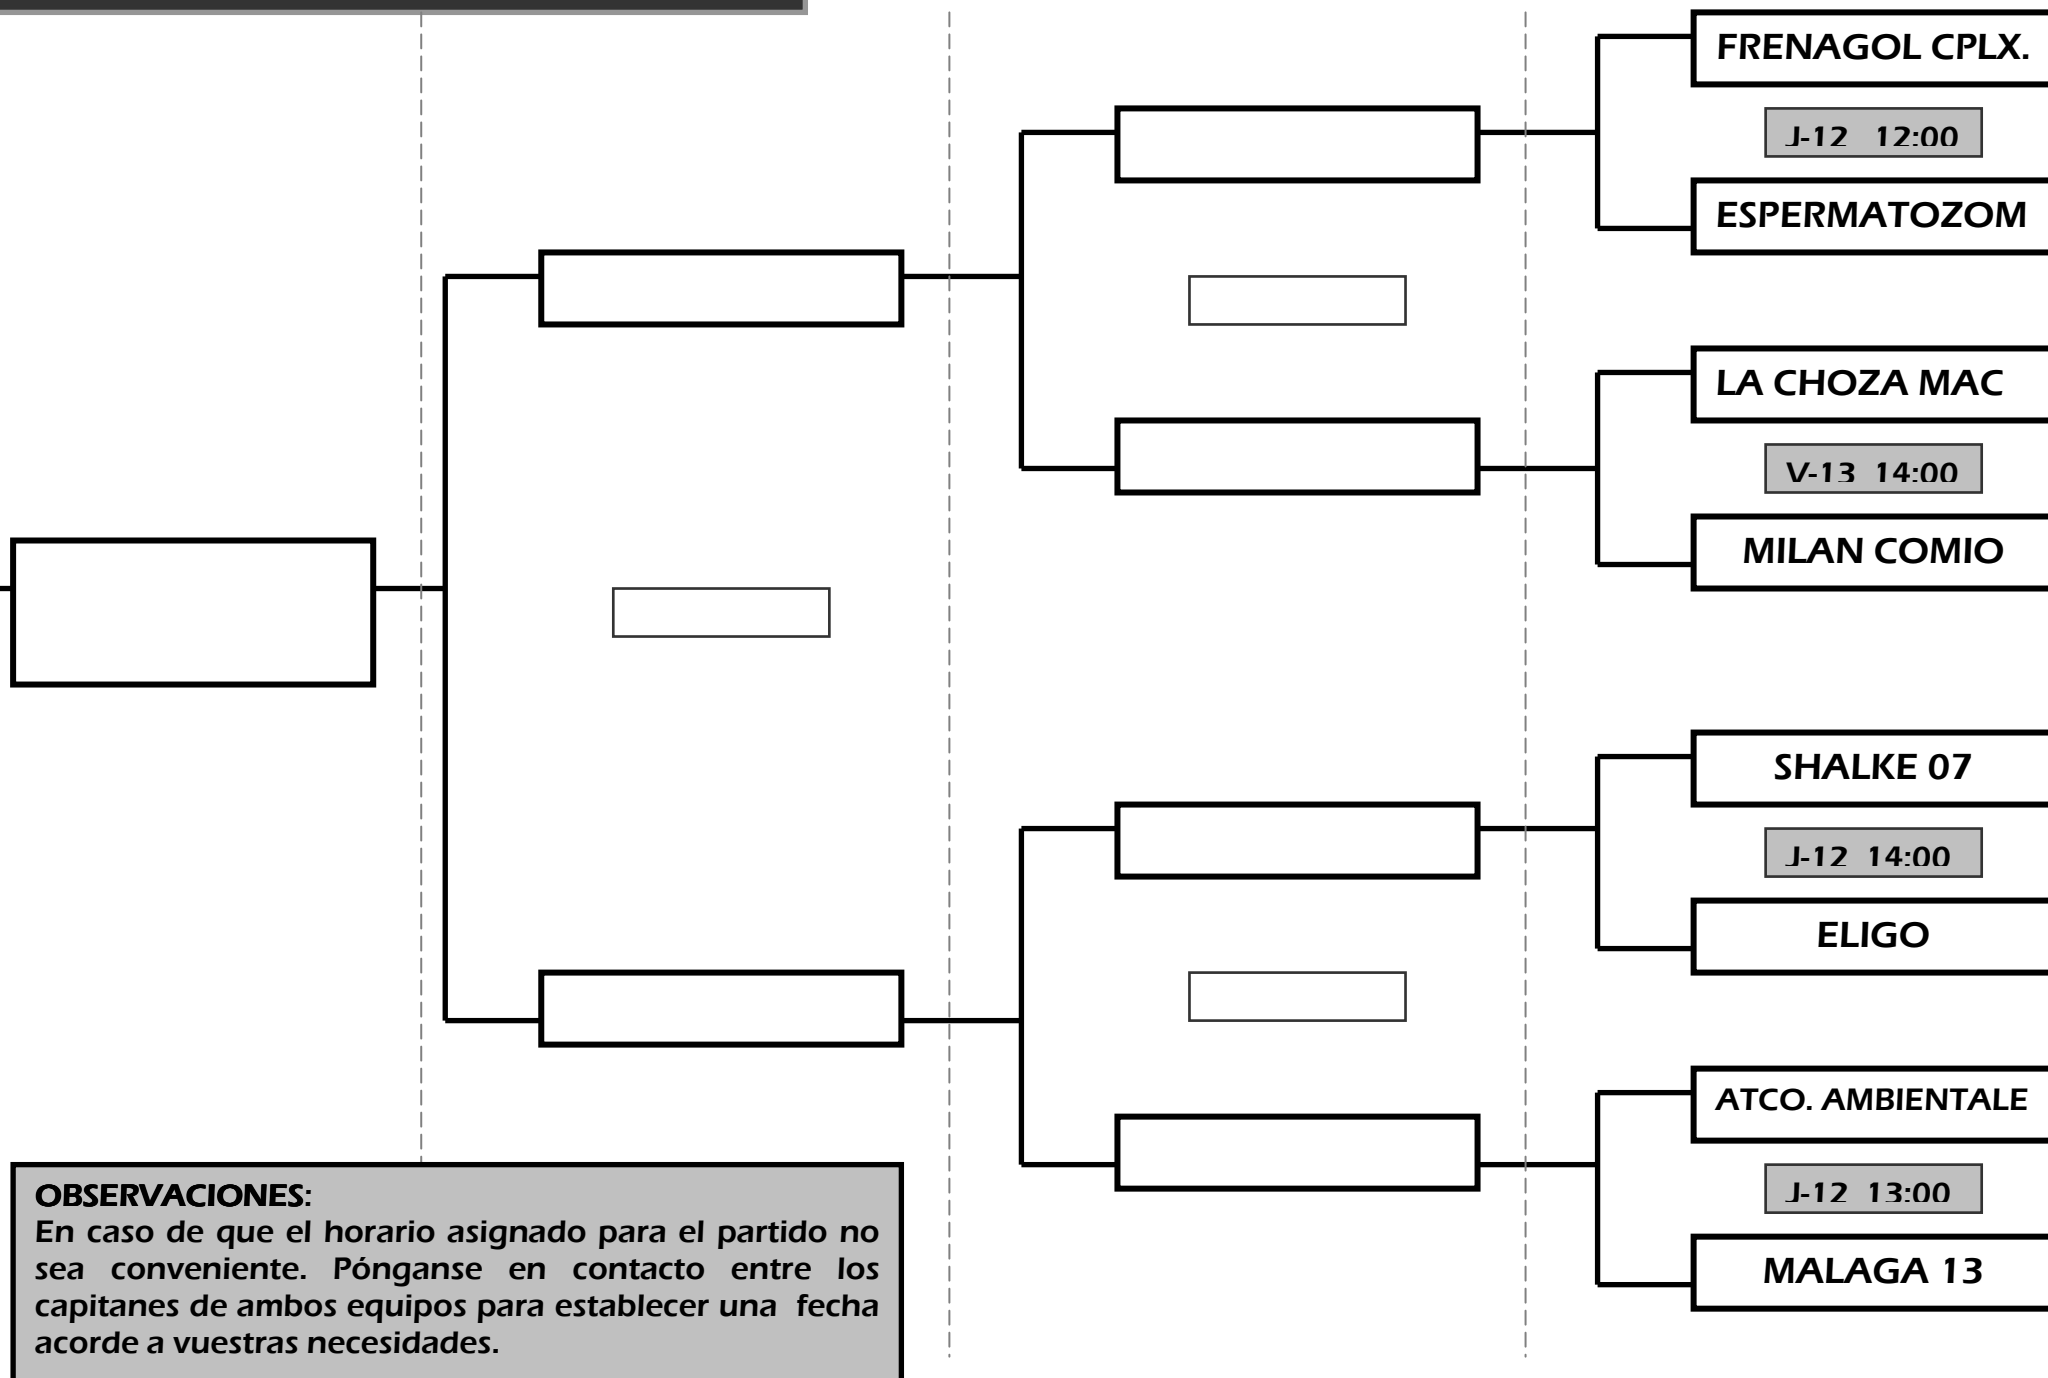 FRENAGOL CPLX.
J-12 12:00
ESPERMATOZOM
LA CHOZA MAC
V-13 14:00
MILAN COMIO
SHALKE 07
J-12 14:00
ELIGO
ATCO. AMBIENTALE
J-12 13:00
MALAGA 13
OBSERVACIONES:
En caso de que el horario asignado para el partido no
sea conveniente. Pónganse en contacto entre los
capitanes de ambos equipos para establecer una fecha
acorde a vuestras necesidades.